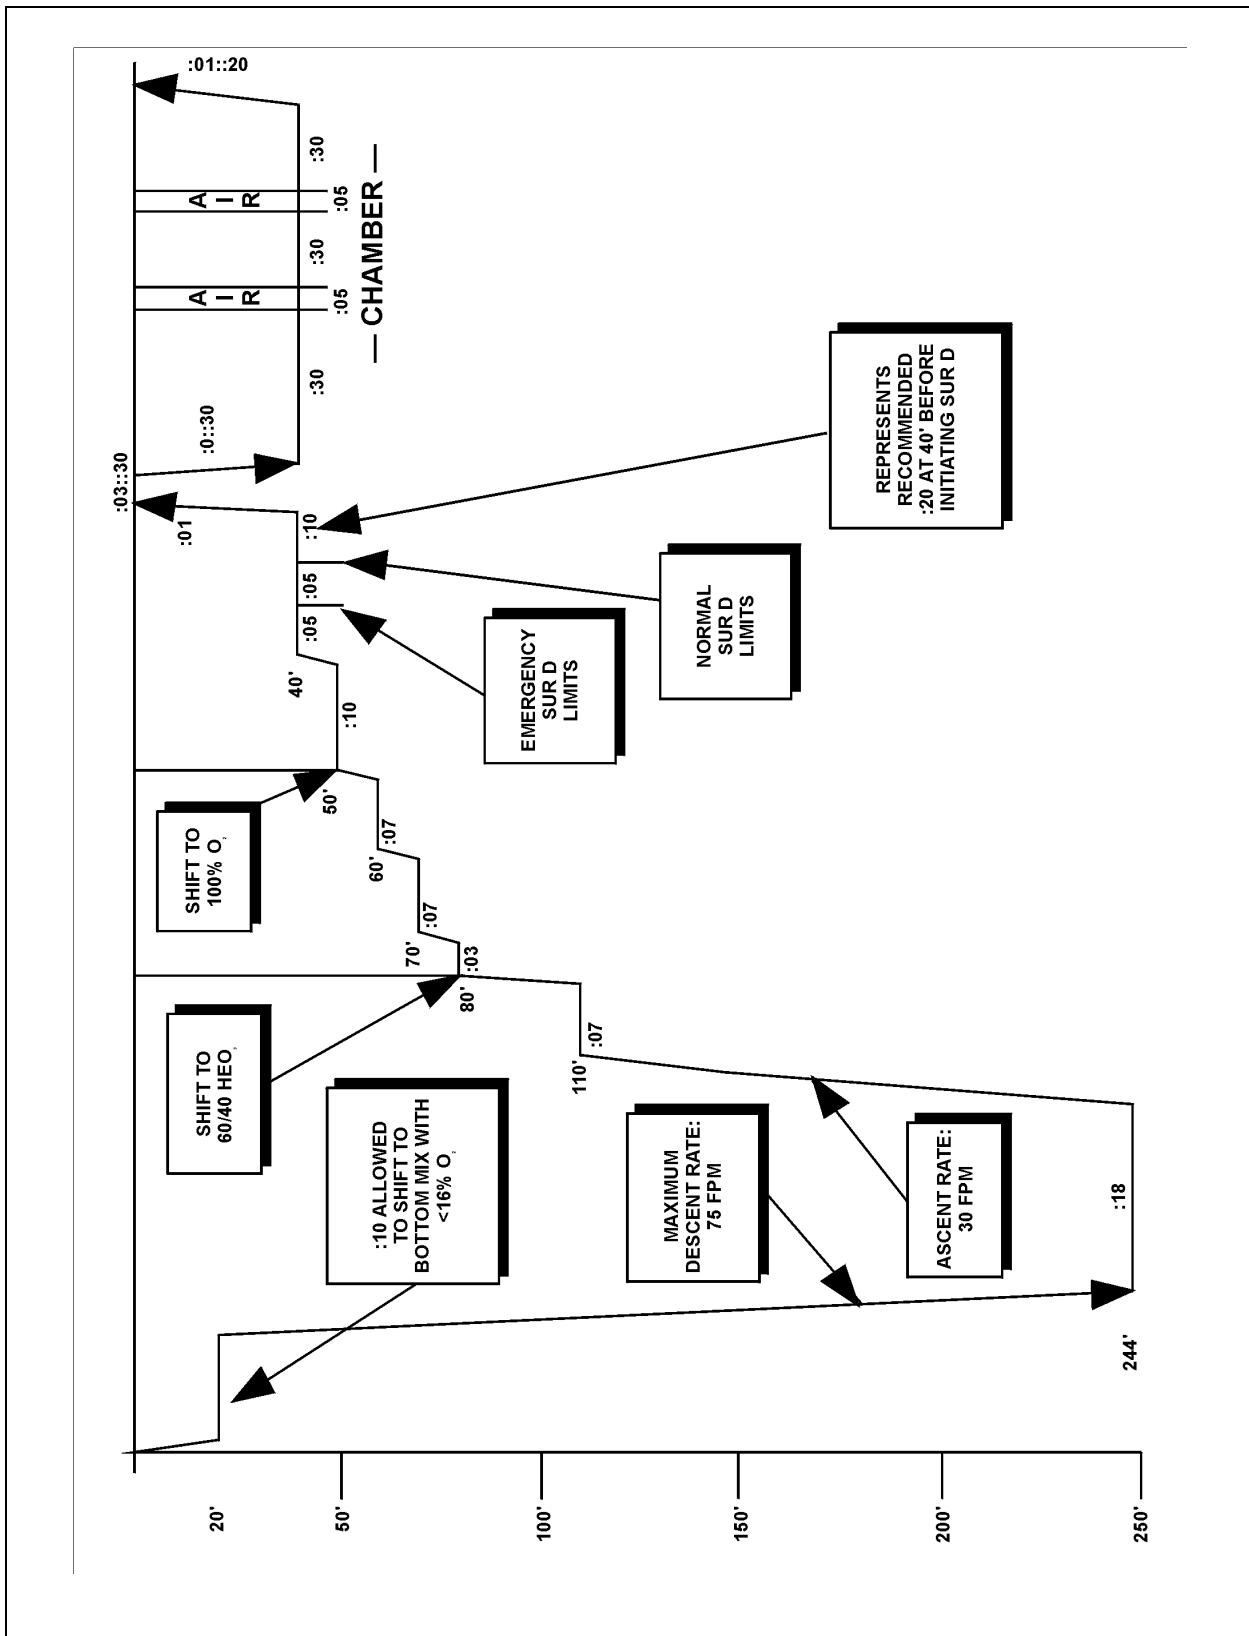 :01::20
:30
A
I
R
:05
:30
A
I
R
:05
:30
— CHAMBER —
:0::30
:03::30
:01
:10
:05
:05
40'
:10
50'
:07
60'
:07
70'
:03
80'
:07
110'
:18
244'
REPRESENTS
RECOMMENDED
:20 AT 40' BEFORE
INITIATING SUR D
NORMAL
SUR D
LIMITS
EMERGENCY
SUR D
LIMITS
SHIFT TO
100% O₂
SHIFT TO
60/40 HEO₂
:10 ALLOWED
TO SHIFT TO
BOTTOM MIX WITH
<16% O₂
MAXIMUM
DESCENT RATE:
75 FPM
ASCENT RATE:
30 FPM
20'
50'
100'
150'
200'
250'